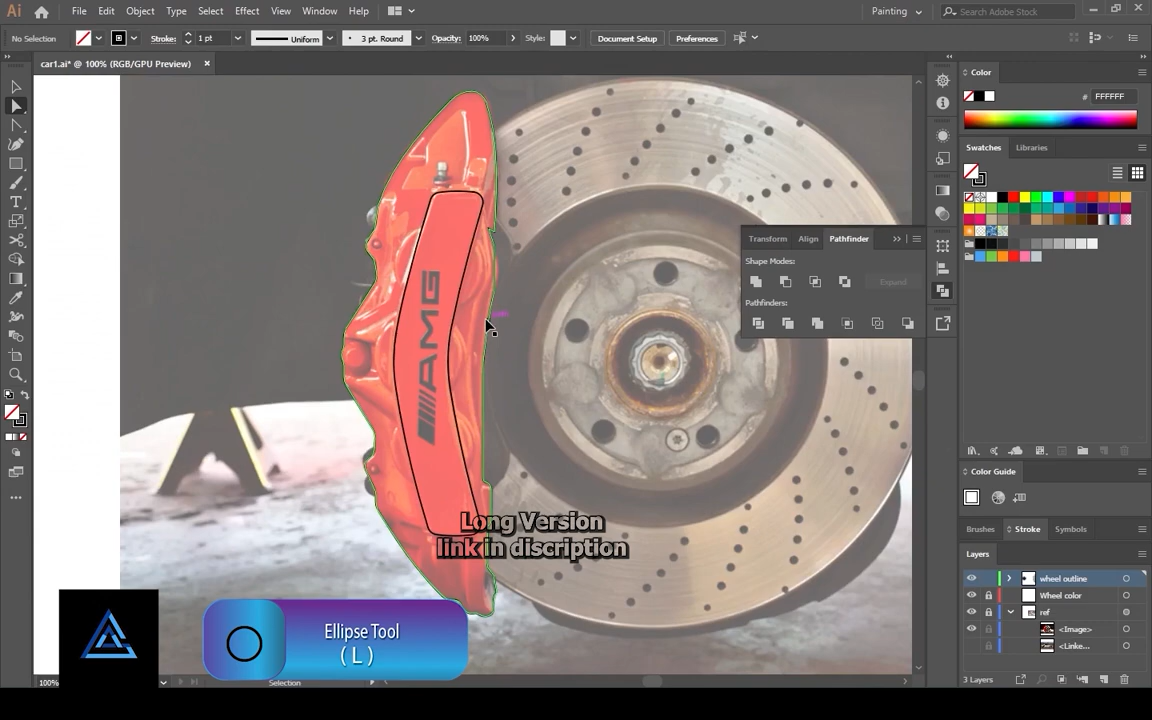 Ai File Edit Object Type Select Effect View Window Help Painting Search Adobe Stock
No Selection Stroke: 1 pt Uniform 3 pt. Round Opacity: 100% Style: Document Setup Preferences
car1.ai* @ 100% (RGB/GPU Preview) ×
Color
# FFFFFF
Swatches Libraries
Transform Align Pathfinder
Shape Modes:
Expand
Pathfinders:
AMG
Color Guide
Long Version
link in discription
Brushes Stroke Symbols
Layers
wheel outline
Wheel color
ref
<Image>
<Linke...
Ellipse Tool
( L )
100%
Selection
3 Layers